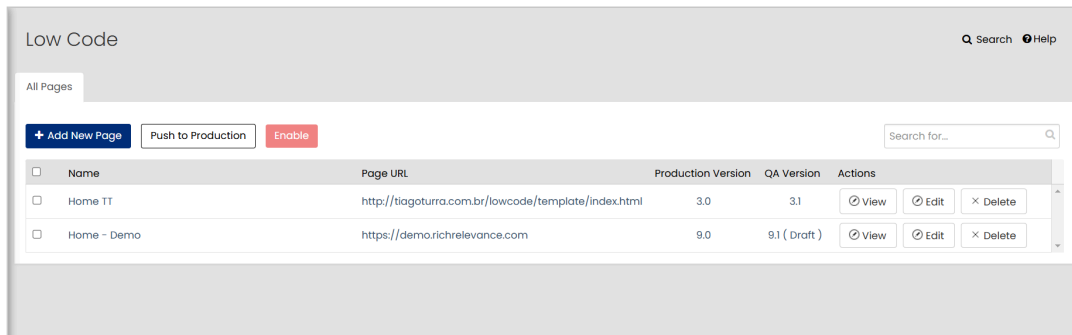 Low Code
Search Help
All Pages
+ Add New Page Push to Production Enable Search for...
Name Page URL Production Version QA Version Actions
Home TT http://tiagoturra.com.br/lowcode/template/index.html 3.0 3.1 View Edit × Delete
Home - Demo https://demo.richrelevance.com 9.0 9.1 ( Draft ) View Edit × Delete